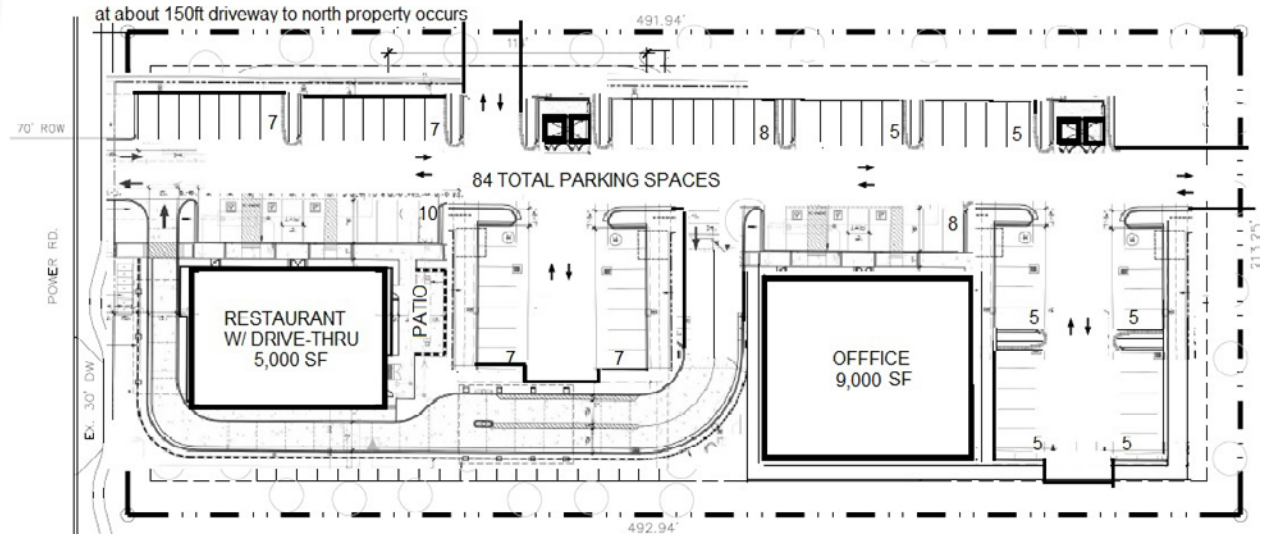 at about 150ft driveway to north property occurs
491.94'
70' ROW
7
7
8
5
5
84 TOTAL PARKING SPACES
10
8
POWER RD.
213.25'
RESTAURANT
W/ DRIVE-THRU
5,000 SF
PATIO
OFFFICE
9,000 SF
5
5
7
7
5
5
EX. 30' DW
492.94'